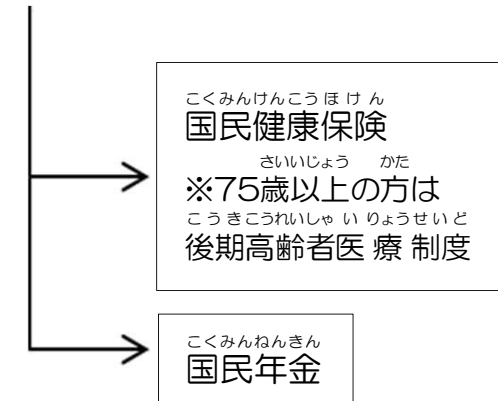 こくみんけんこうほけん
国民健康保険
さいいじょう かた
※75歳以上の方は
こうきこうれいしゃ い りょうせいど
後期高齢者医 療 制度
こくみんねんきん
国民年金